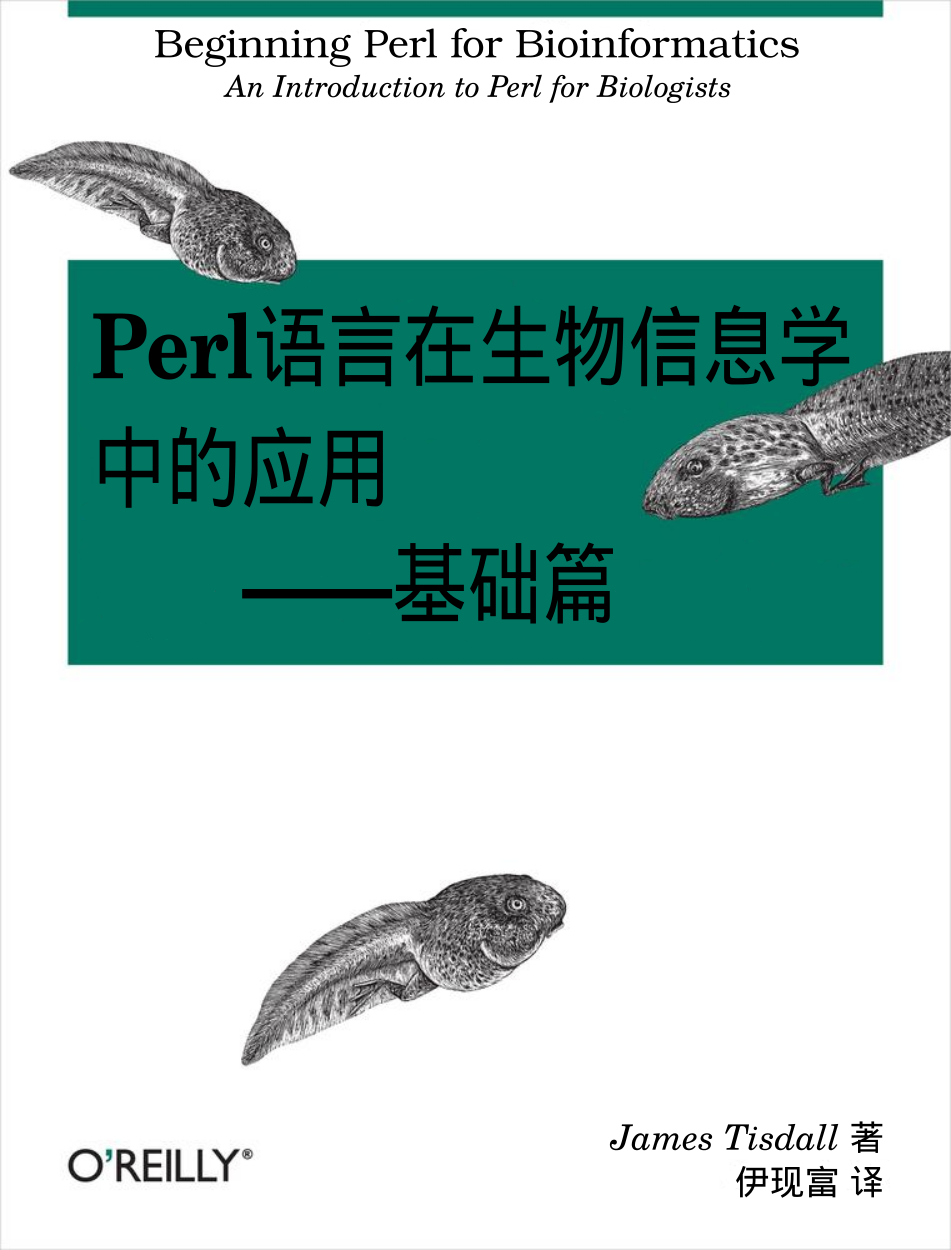 Beginning Perl for Bioinformatics
An Introduction to Perl for Biologists
Perl语言在生物信息学
中的应用
——基础篇
James Tisdall 著
O'REILLY®
伊现富 译